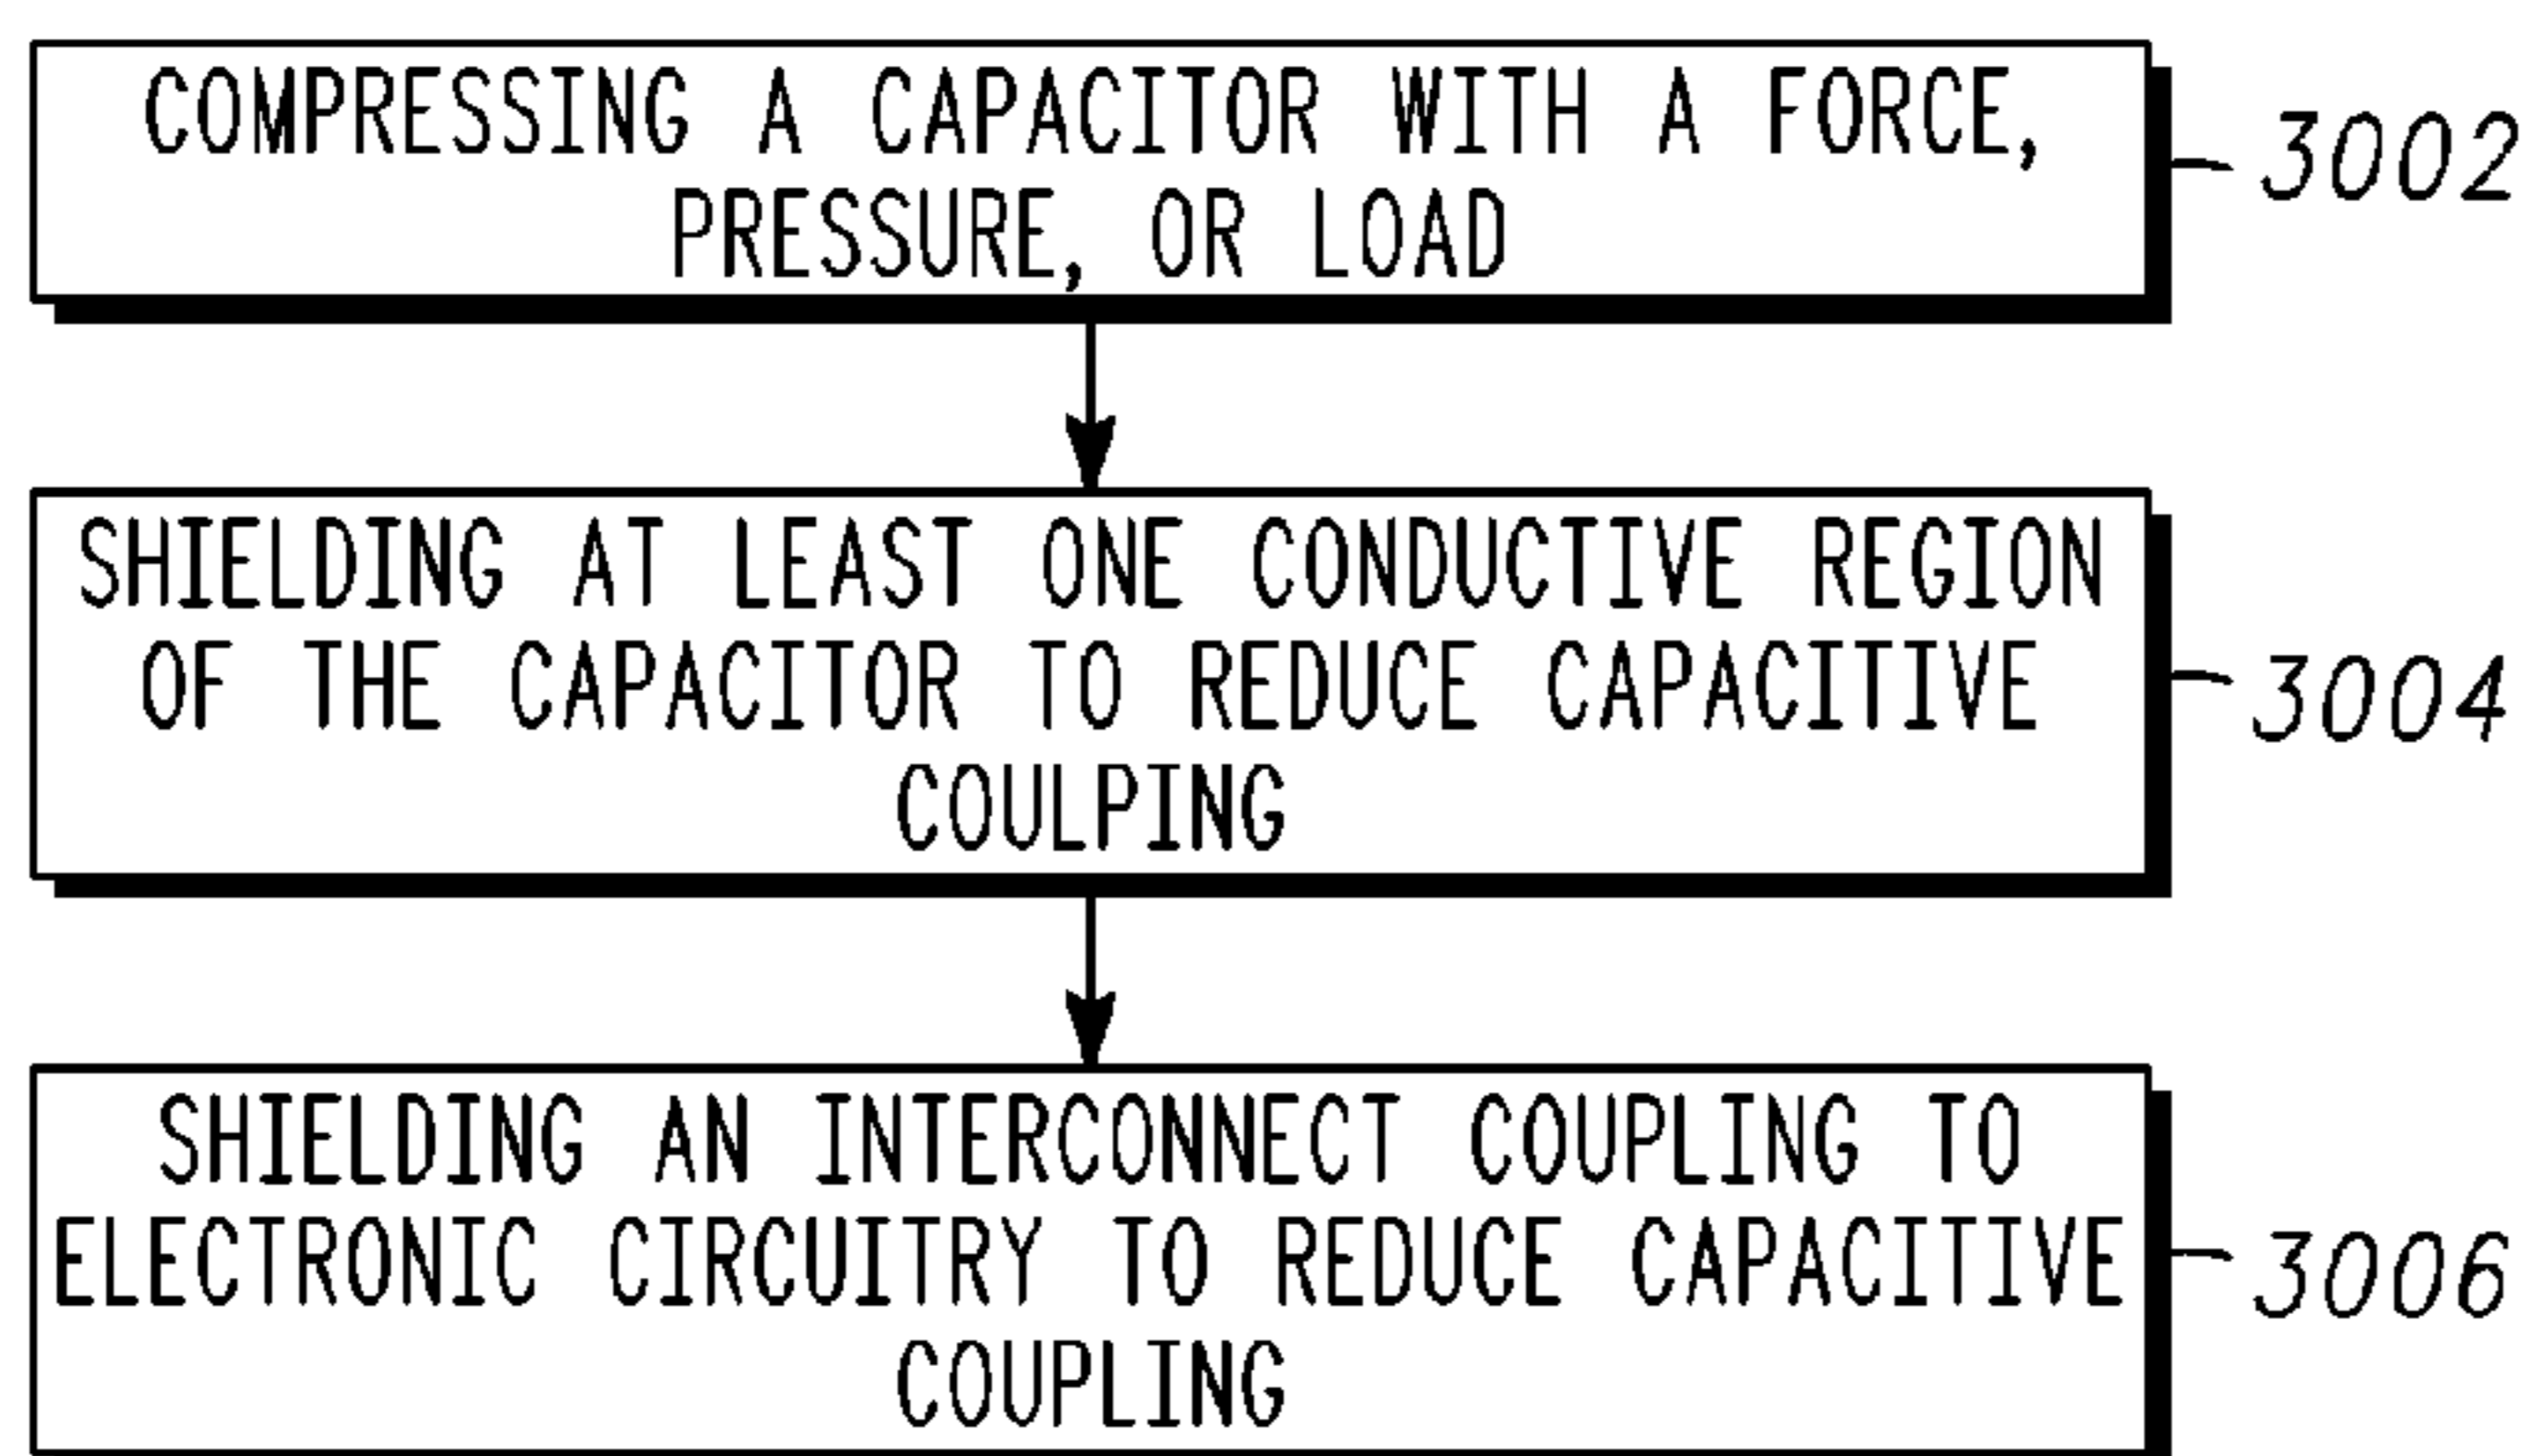 COMPRESSING A CAPACITOR WITH A FORCE,
PRESSURE, OR LOAD
3002
SHIELDING AT LEAST ONE CONDUCTIVE REGION
OF THE CAPACITOR TO REDUCE CAPACITIVE
COULPING
3004
SHIELDING AN INTERCONNECT COUPLING TO
ELECTRONIC CIRCUITRY TO REDUCE CAPACITIVE
COUPLING
3006